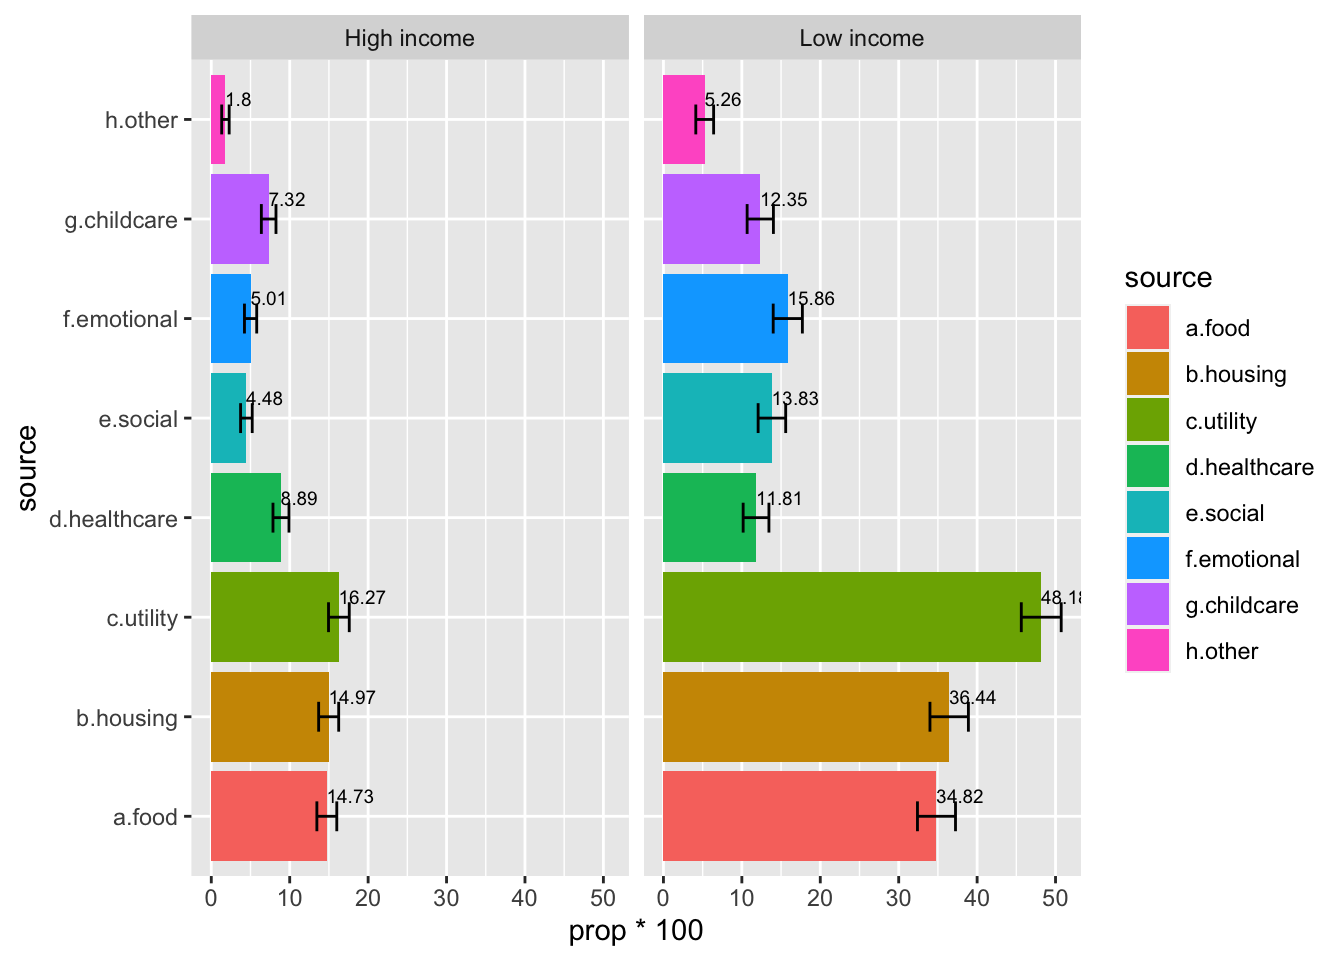 High income
Low income
source
h.other
g.childcare
f.emotional
e.social
d.healthcare
c.utility
b.housing
a.food
1.8
7.32
5.01
4.48
8.89
16.27
14.97
14.73
5.26
12.35
15.86
13.83
11.81
48.18
36.44
34.82
0 10 20 30 40 50
0 10 20 30 40 50
prop * 100
source
a.food
b.housing
c.utility
d.healthcare
e.social
f.emotional
g.childcare
h.other